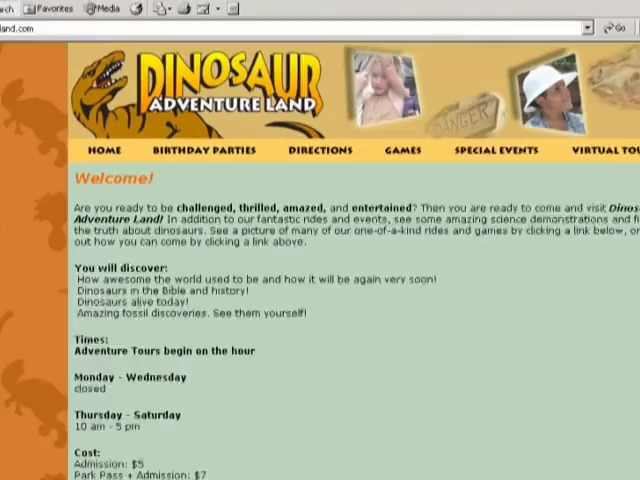 Favorites Media
land.com Go
DINOSAUR
ADVENTURE LAND
DANGER
HOME BIRTHDAY PARTIES DIRECTIONS GAMES SPECIAL EVENTS VIRTUAL
Welcome!
Are you ready to be challenged, thrilled, amazed, and entertained? Then you are ready to come and visit Dinos
Adventure Land! In addition to our fantastic rides and events, see some amazing science demonstrations and fi
the truth about dinosaurs. See a picture of many of our one-of-a-kind rides and games by clicking a link below, or
out how you can come by clicking a link above.
You will discover:
How awesome the world used to be and how it will be again very soon!
Dinosaurs in the Bible and history!
Dinosaurs alive today!
Amazing fossil discoveries. See them yourself!
Times:
Adventure Tours begin on the hour
Monday - Wednesday
closed
Thursday - Saturday
10 am - 5 pm
Cost:
Admission: $5
Park Pass + Admission: $7